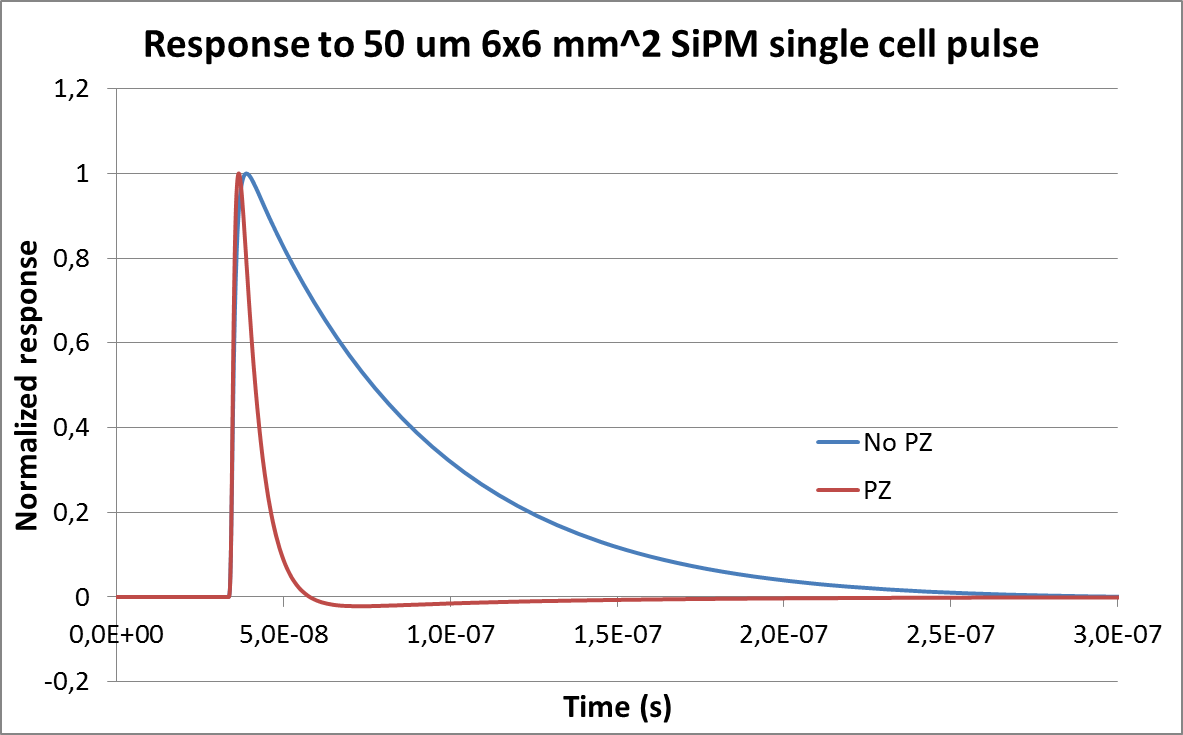 Response to 50 um 6x6 mm^2 SiPM single cell pulse
1,2
1
0,8
0,6
0,4
0,2
0
-0,2
Normalized response
No PZ
PZ
0,0E+00 5,0E-08 1,0E-07 1,5E-07 2,0E-07 2,5E-07 3,0E-07
Time (s)